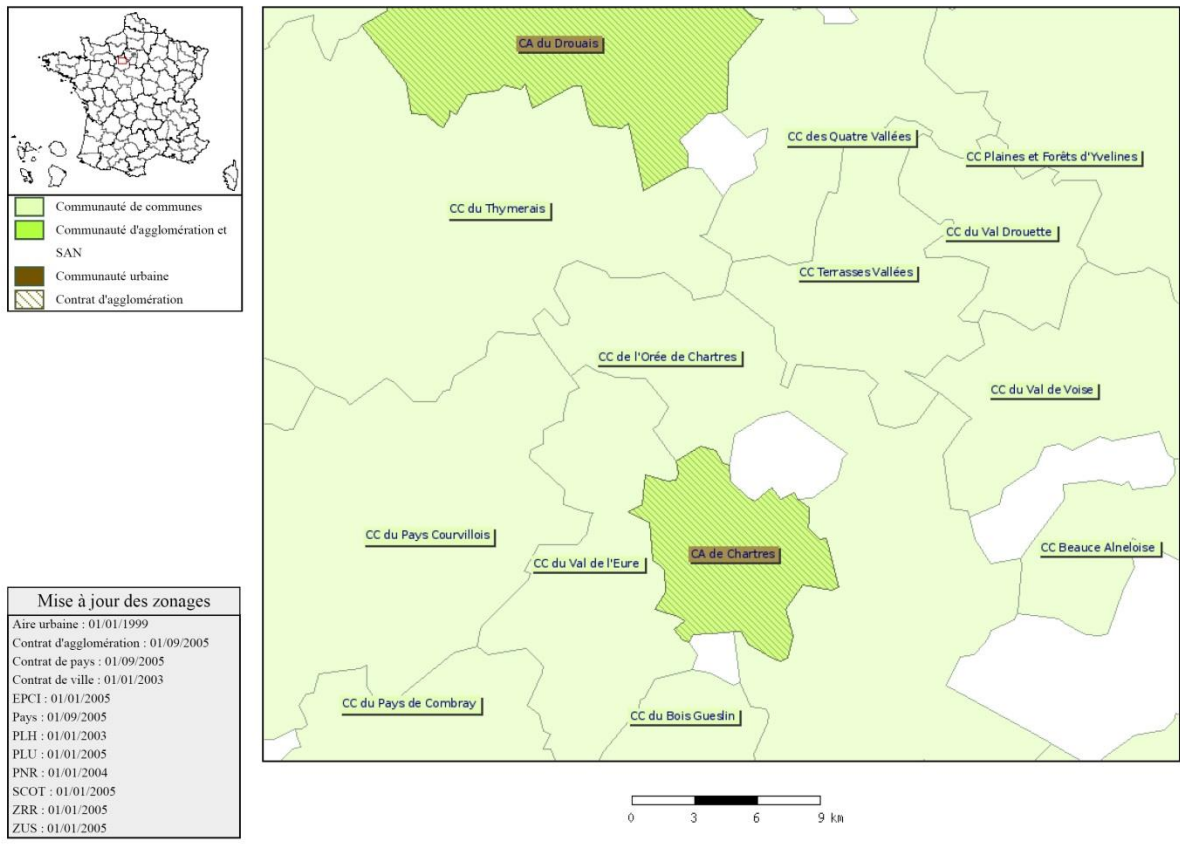 Communauté de communes
Communauté d'agglomération et
SAN
Communauté urbaine
Contrat d'agglomération
CA du Drouais
CC des Quatre Vallées
CC Plaines et Forêts d'Yvelines
CC du Thymerais
CC du Val Drouette
CC Terrasses Vallées
CC de l'Orée de Chartres
CC du Val de Voise
CC du Pays Courvillois
CA de Chartres
CC Beauce Alneloise
CC du Val de l'Eure
CC du Pays de Combray
CC du Bois Gueslin
Mise à jour des zonages
Aire urbaine : 01/01/1999
Contrat d'agglomération : 01/09/2005
Contrat de pays : 01/09/2005
Contrat de ville : 01/01/2003
EPCI : 01/01/2005
Pays : 01/09/2005
PLH : 01/01/2003
PLU : 01/01/2005
PNR : 01/01/2004
SCOT : 01/01/2005
ZRR : 01/01/2005
ZUS : 01/01/2005
0 3 6 9 km